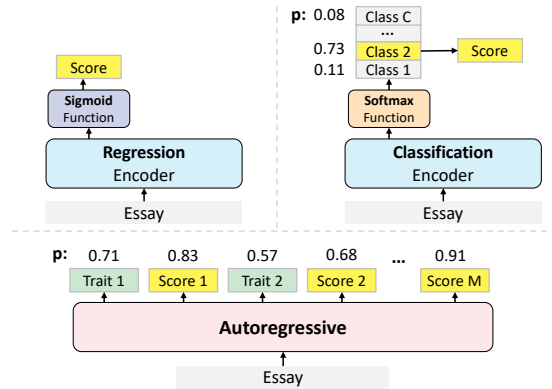 Score
Sigmoid
Function
Regression
Encoder
Essay
p: 0.08 Class C
...
0.73 Class 2 Score
0.11 Class 1
Softmax
Function
Classification
Encoder
Essay
p: 0.71 0.83 0.57 0.68 ... 0.91
Trait 1 Score 1 Trait 2 Score 2 Score M
Autoregressive
Essay